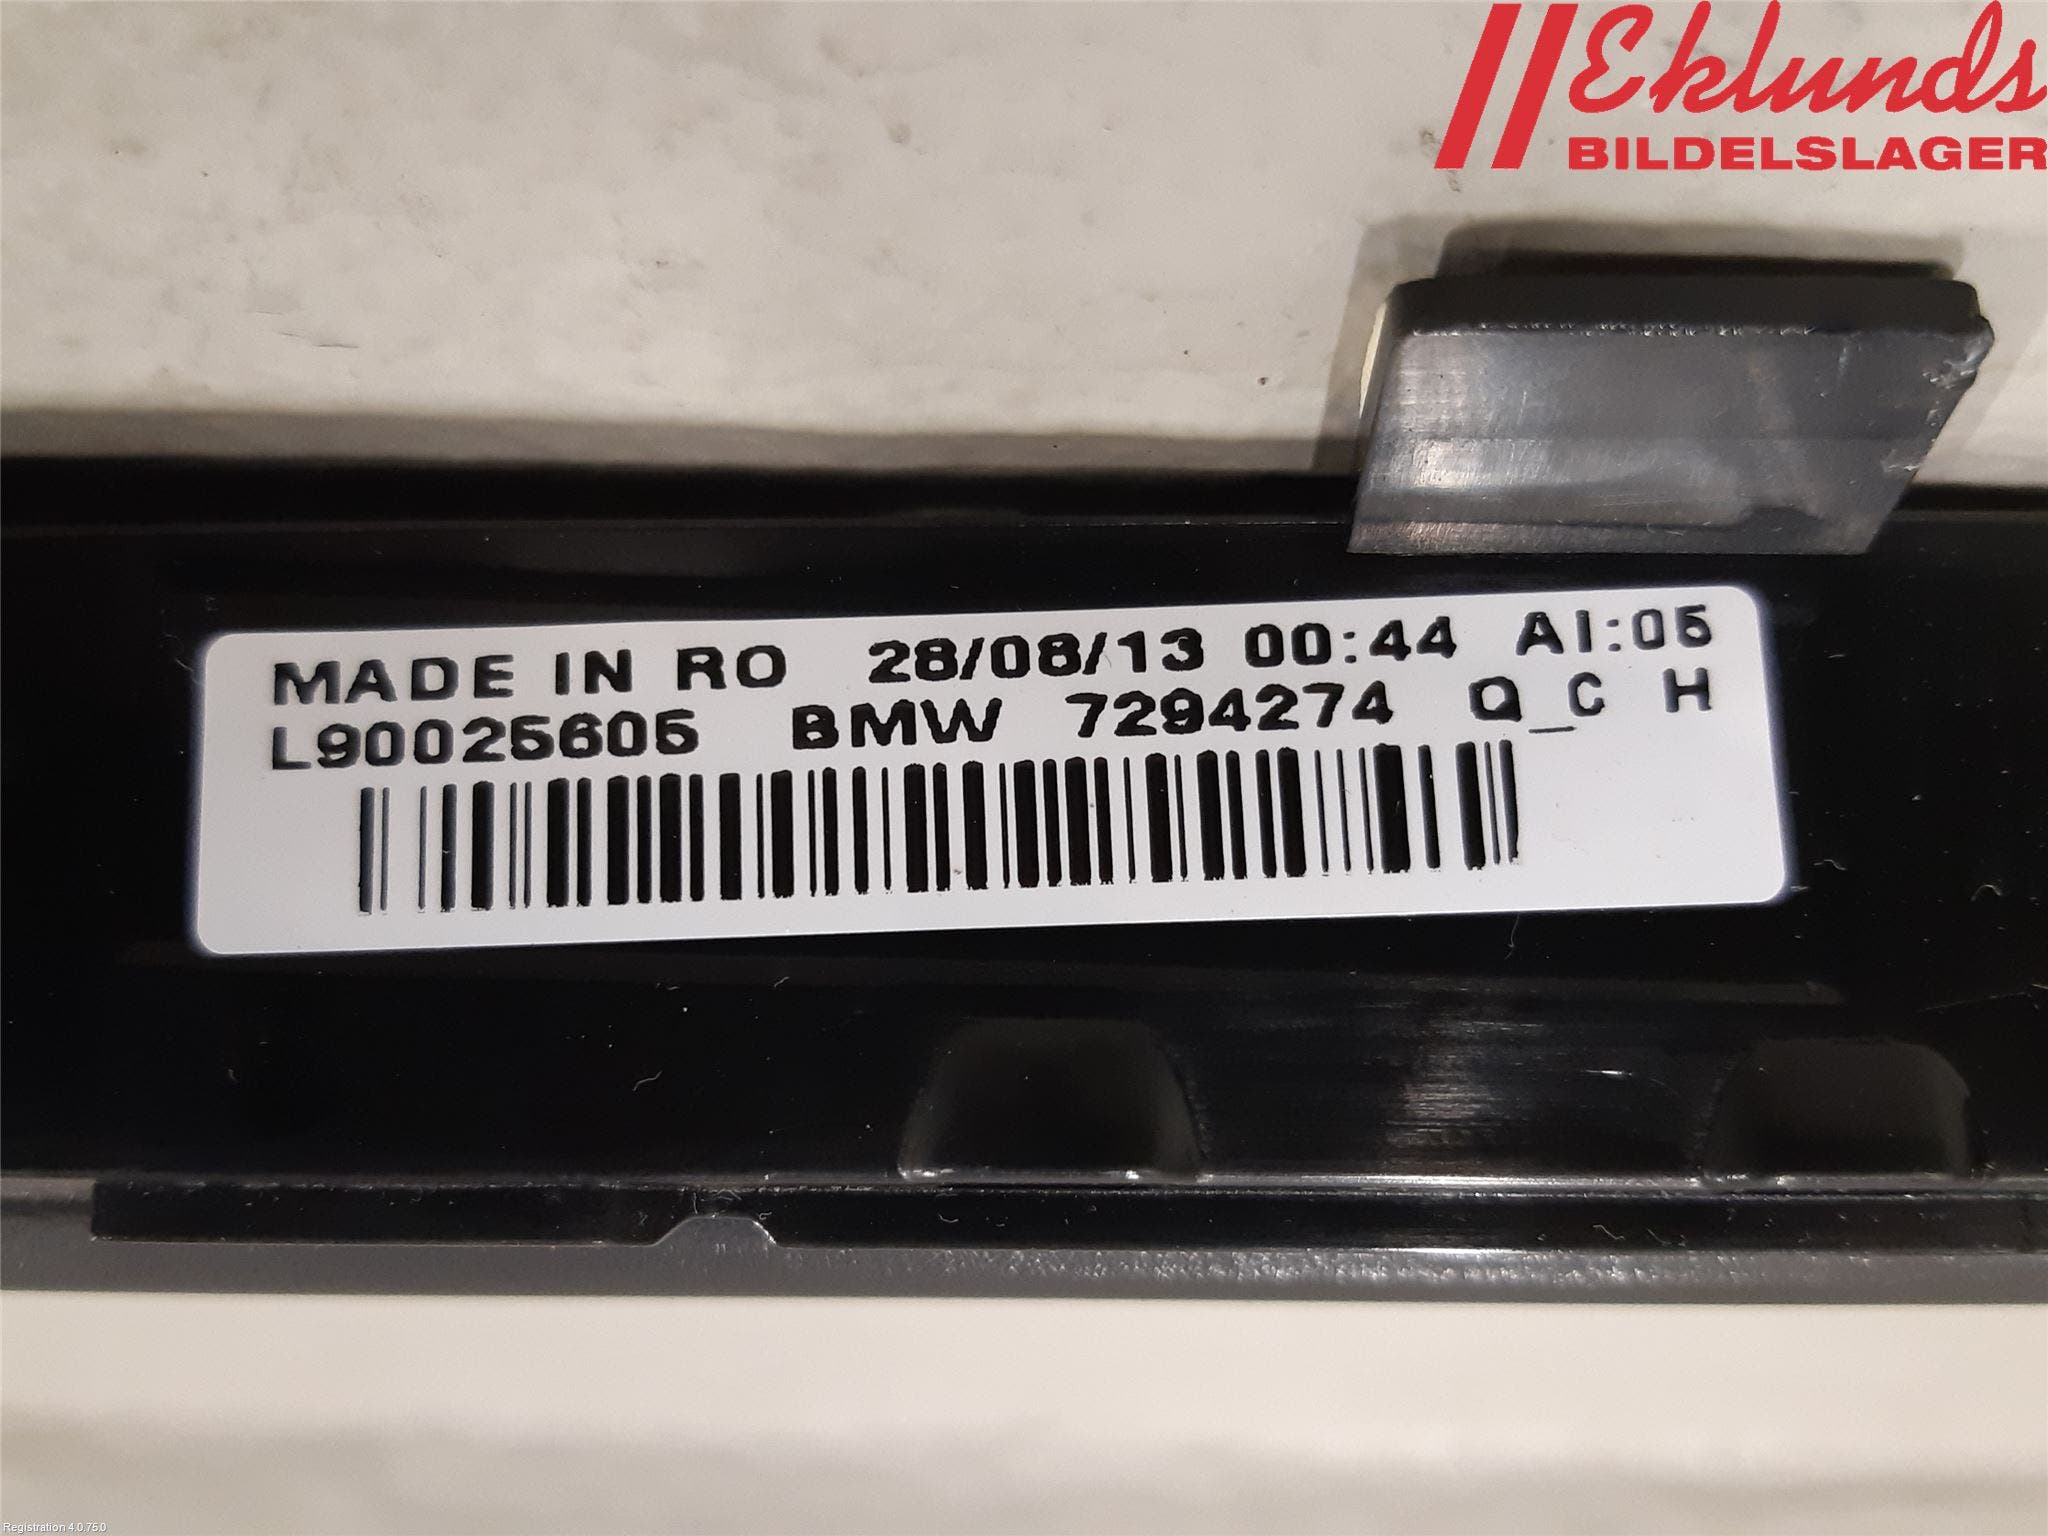 Eklunds
BILDELSLAGER
MADE IN RO 28/08/13 00:44 AI:05
L90025605 BMW 7294274 Q_C H
Registration 4.0.75.0